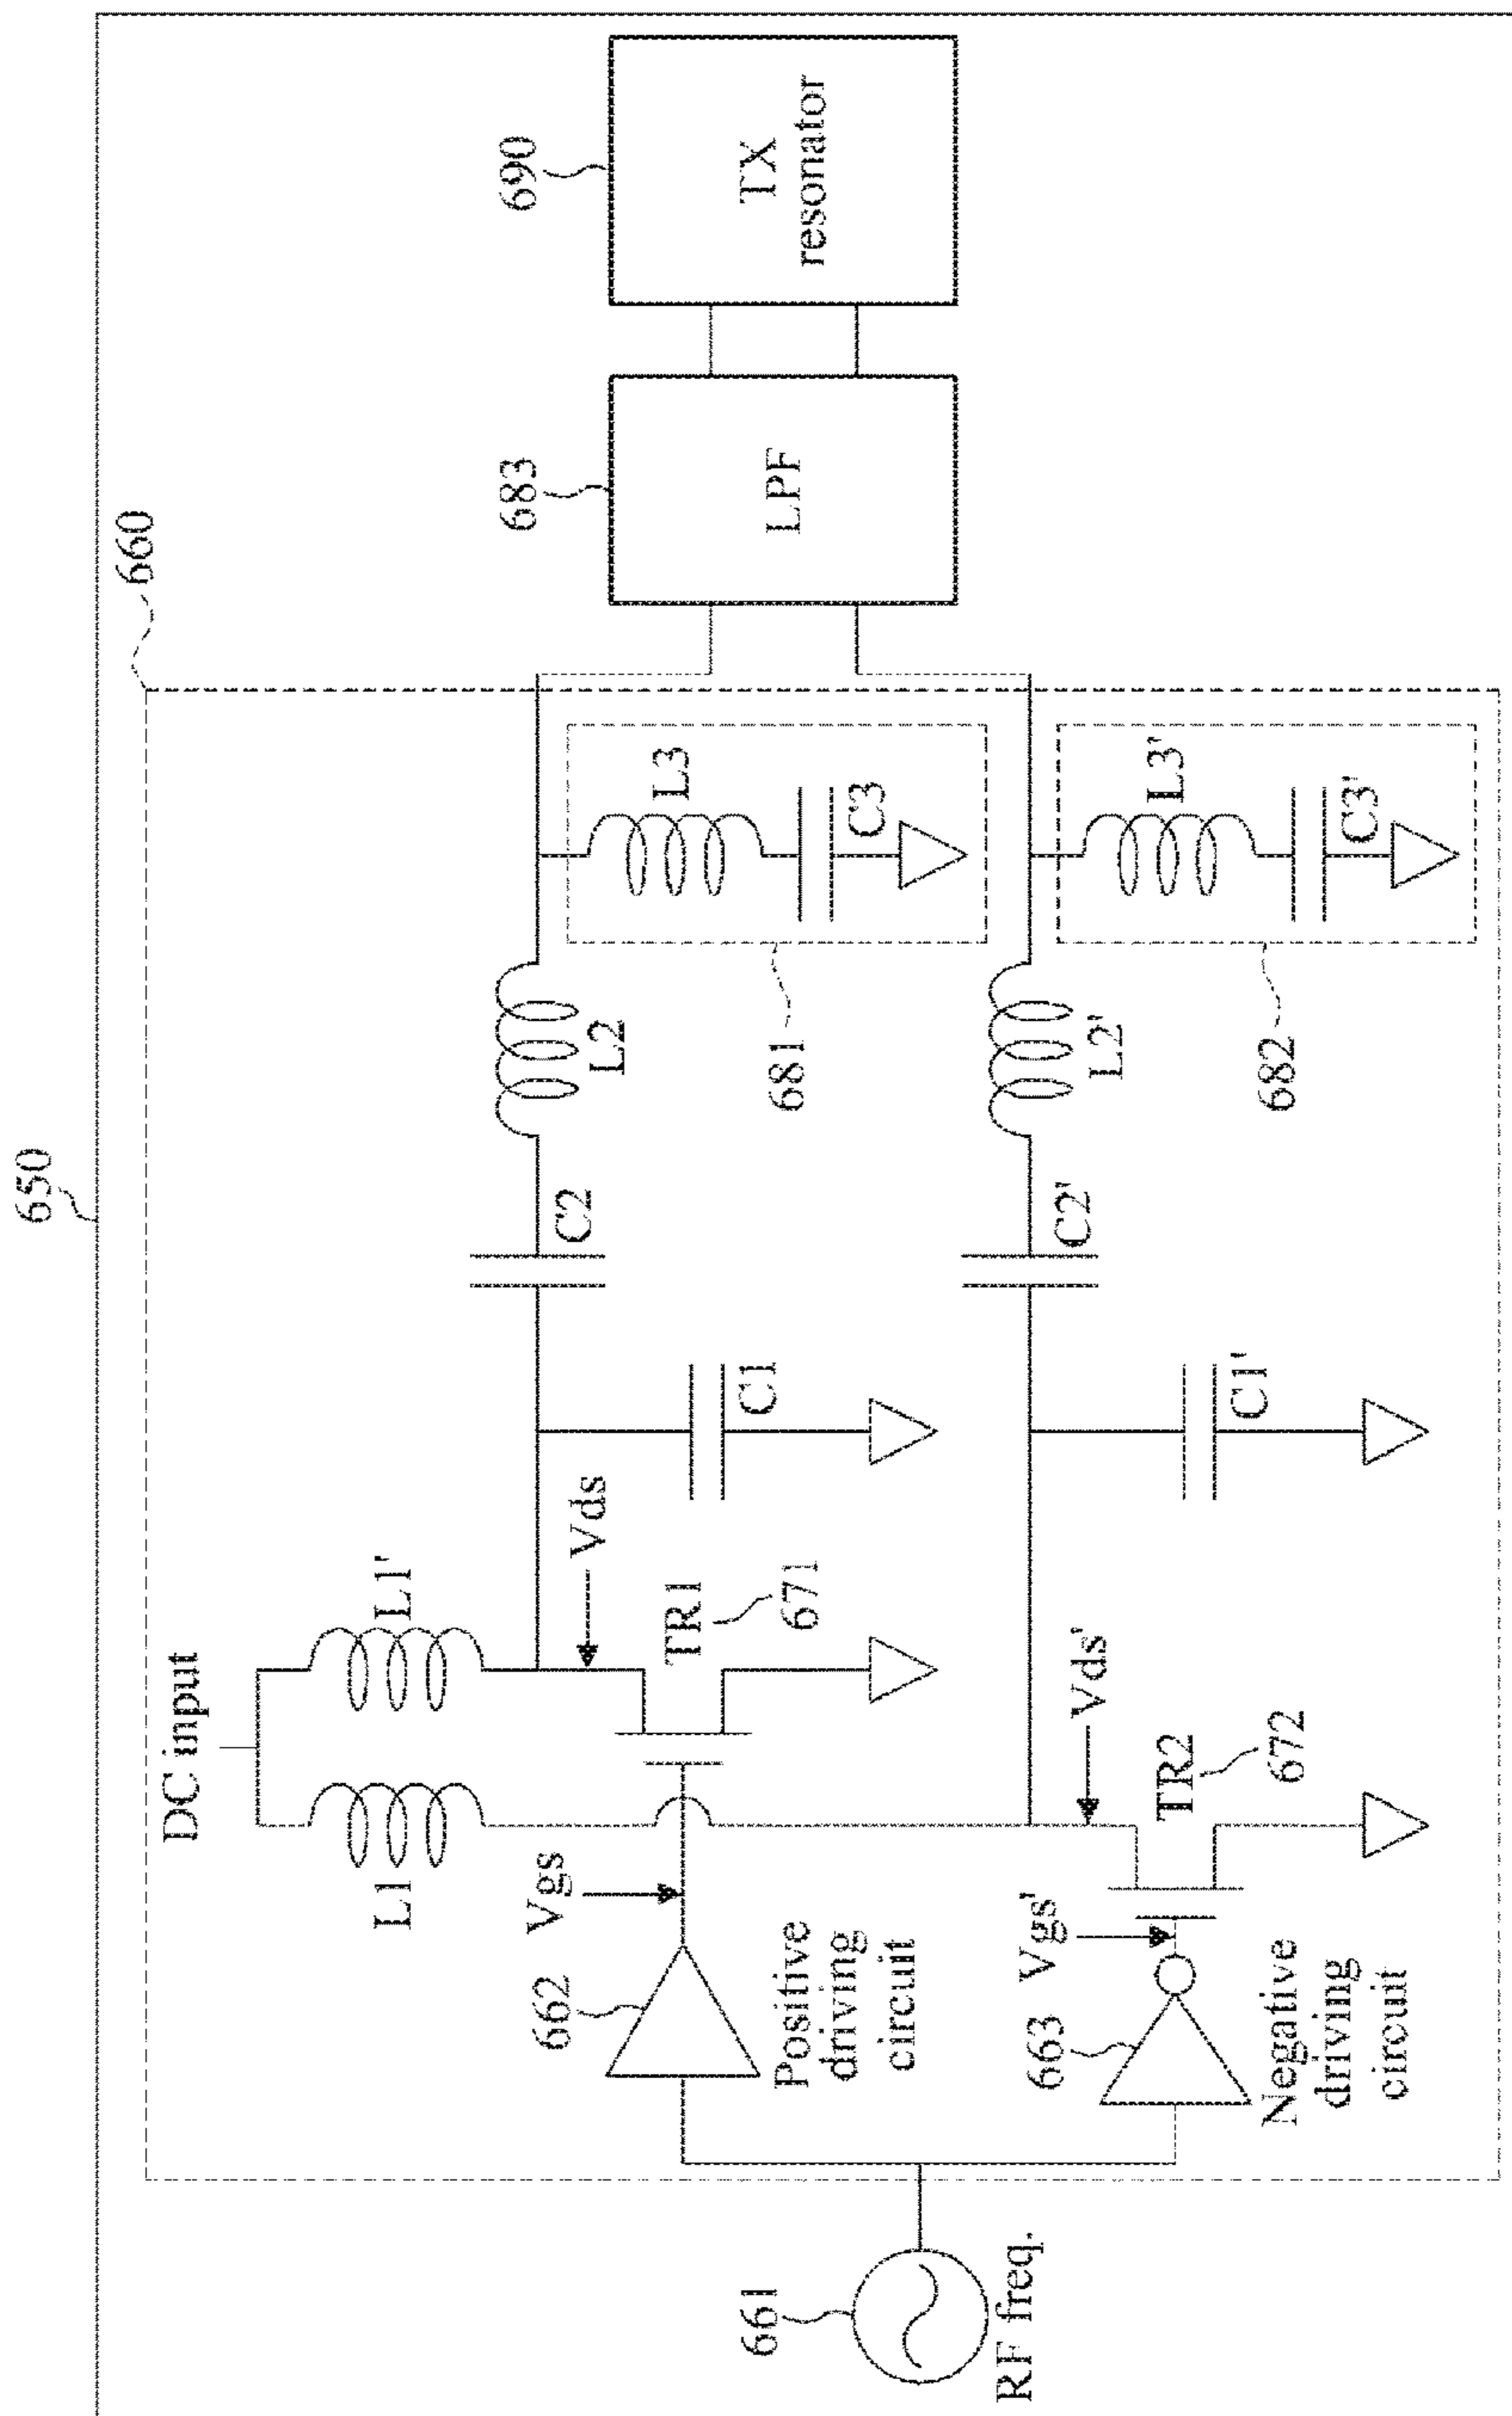 650
660
DC input
L1
L1'
Vgs
Vds
662
Positive
driving
circuit
TR1
671
C1
C2
L2
L3
C3
681
683
LPF
690
TX
resonator
661
RF freq.
663
Negative
driving
circuit
Vgs'
Vds'
TR2
672
C1'
C2'
L2'
L3'
C3'
682